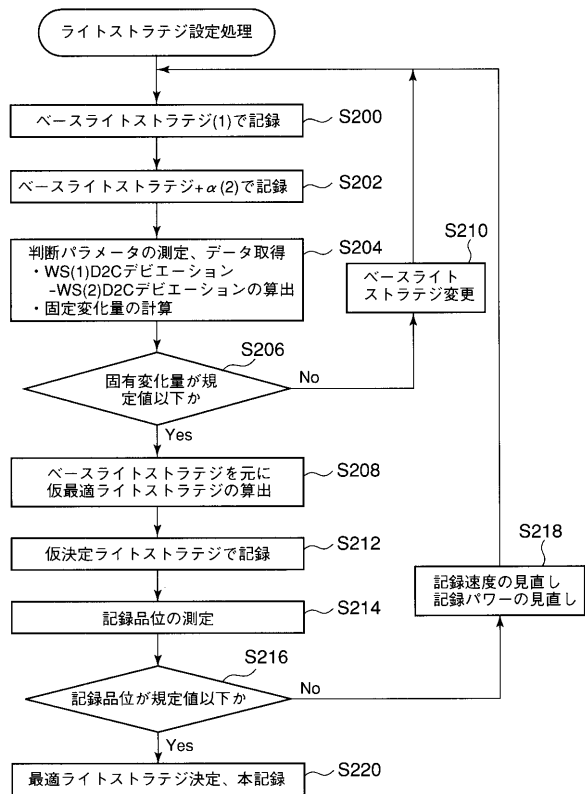 ライトストラテジ設定処理
ベースライトストラテジ(1)で記録
S200
ベースライトストラテジ+α(2)で記録
S202
判断パラメータの測定、データ取得
・WS(1)D2Cデビエーション
-WS(2)D2Cデビエーションの算出
・固定変化量の計算
S204
S210
ベースライト
ストラテジ変更
S206
固有変化量が規
定値以下か
No
Yes
ベースライトストラテジを元に
仮最適ライトストラテジの算出
S208
仮決定ライトストラテジで記録
S212
S218
記録速度の見直し
記録パワーの見直し
記録品位の測定
S214
S216
記録品位が規定値以下か
No
Yes
最適ライトストラテジ決定、本記録
S220